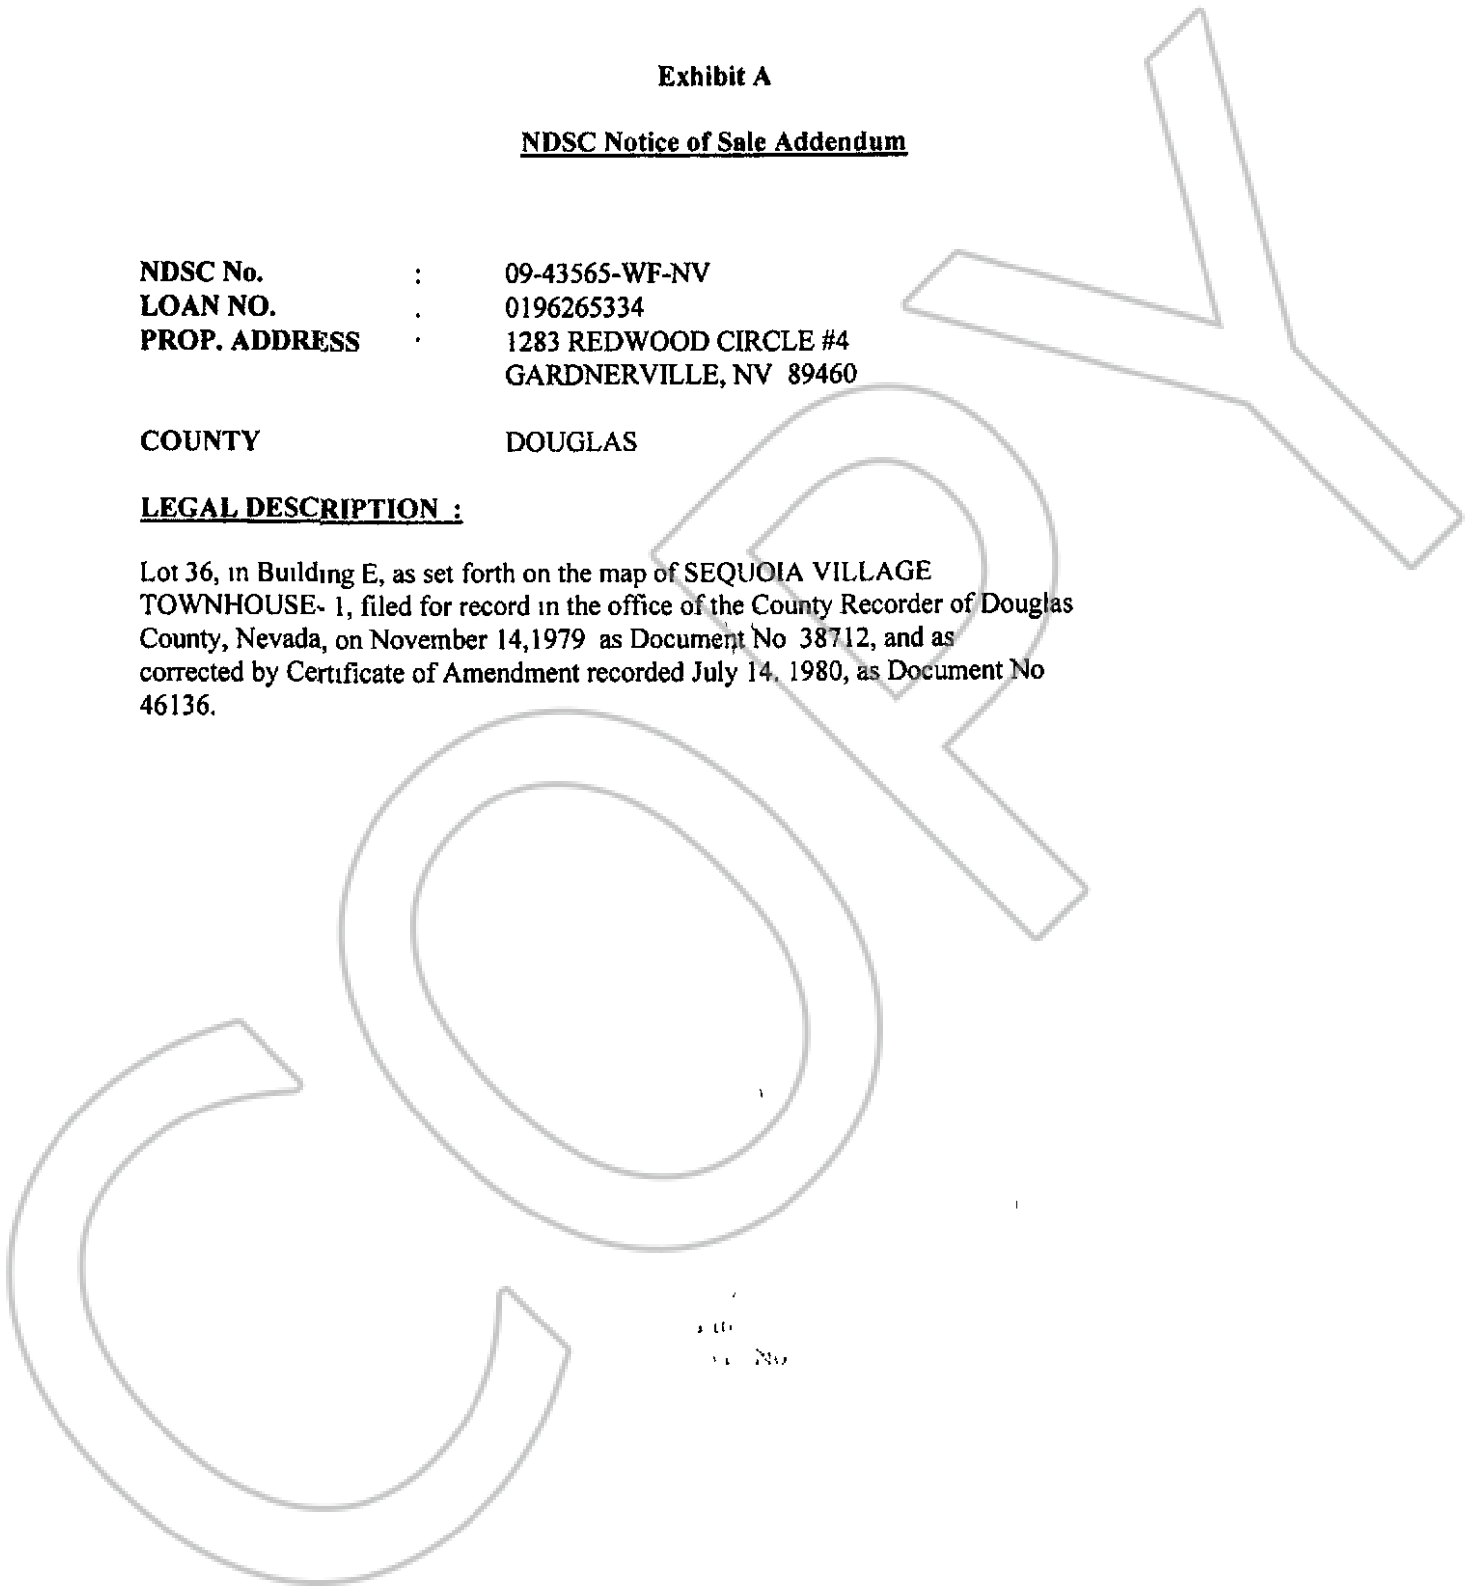 Exhibit A
NDSC Notice of Sale Addendum
NDSC No. : 09-43565-WF-NV
LOAN NO. . 0196265334
PROP. ADDRESS · 1283 REDWOOD CIRCLE #4
GARDNERVILLE, NV 89460
COUNTY DOUGLAS
LEGAL DESCRIPTION :
Lot 36, in Building E, as set forth on the map of SEQUOIA VILLAGE
TOWNHOUSE- 1, filed for record in the office of the County Recorder of Douglas
County, Nevada, on November 14,1979 as Document No 38712, and as
corrected by Certificate of Amendment recorded July 14, 1980, as Document No
46136.
COPY
No